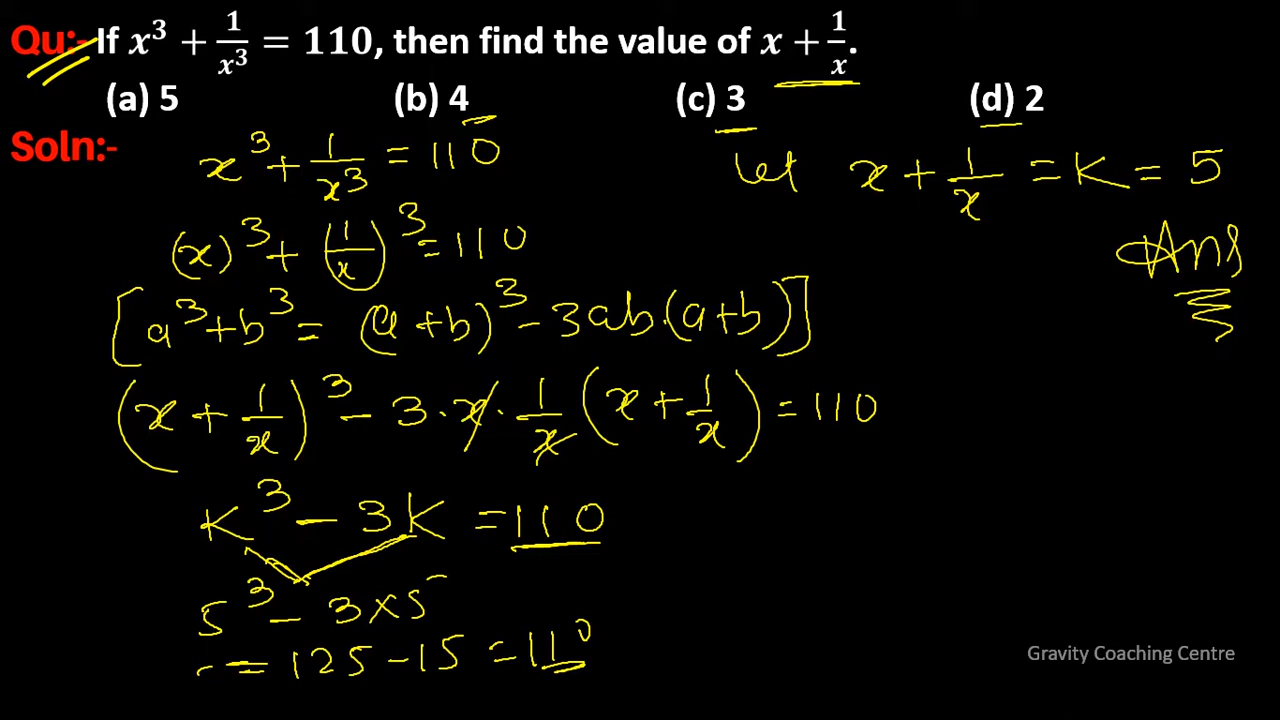 Qu:- If x³ + 1/x³ = 110, then find the value of x + 1/x.
(a) 5 (b) 4 (c) 3 (d) 2
Soln:- x³ + 1/x³ = 110
Let x + 1/x = K = 5
Ans
(x)³ + (1/x)³ = 110
[a³ + b³ = (a + b)³ - 3ab.(a + b)]
(x + 1/x)³ - 3 · x · 1/x (x + 1/x) = 110
K³ - 3K = 110
5³ - 3 × 5
= 125 - 15 = 110
Gravity Coaching Centre